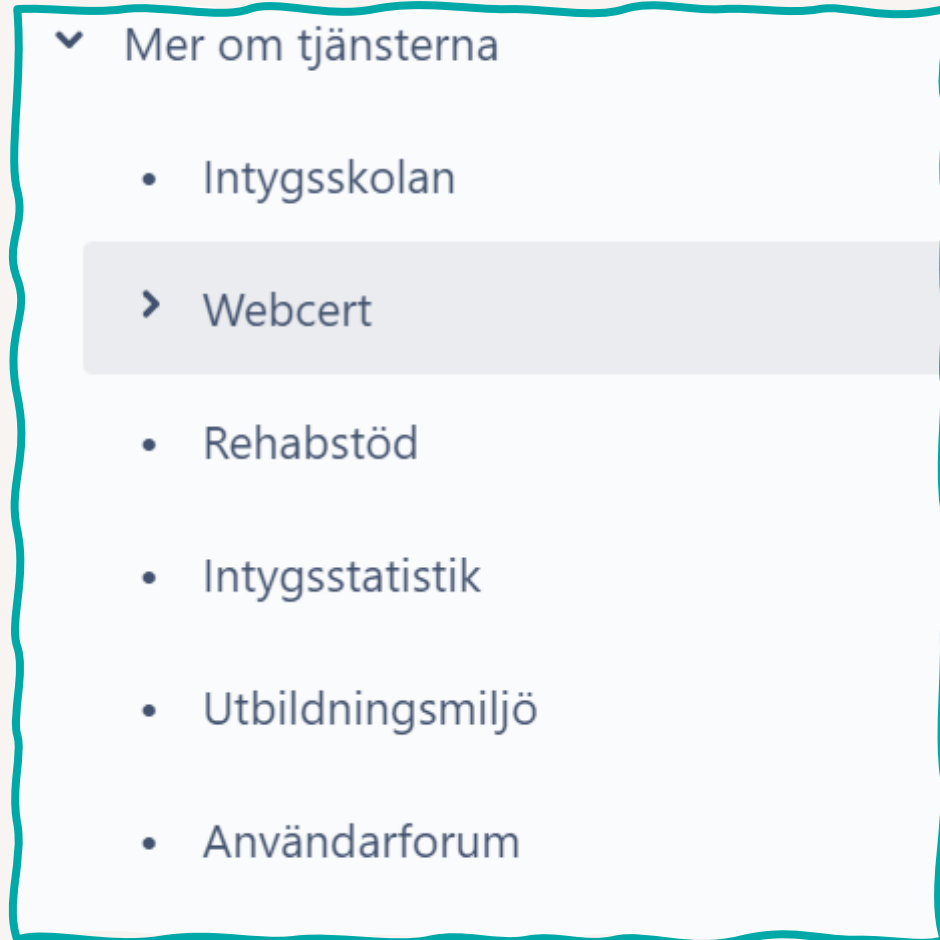 Mer om tjänsterna
Intygsskolan
Webcert
Rehabstöd
Intygsstatistik
Utbildningsmiljö
Användarforum